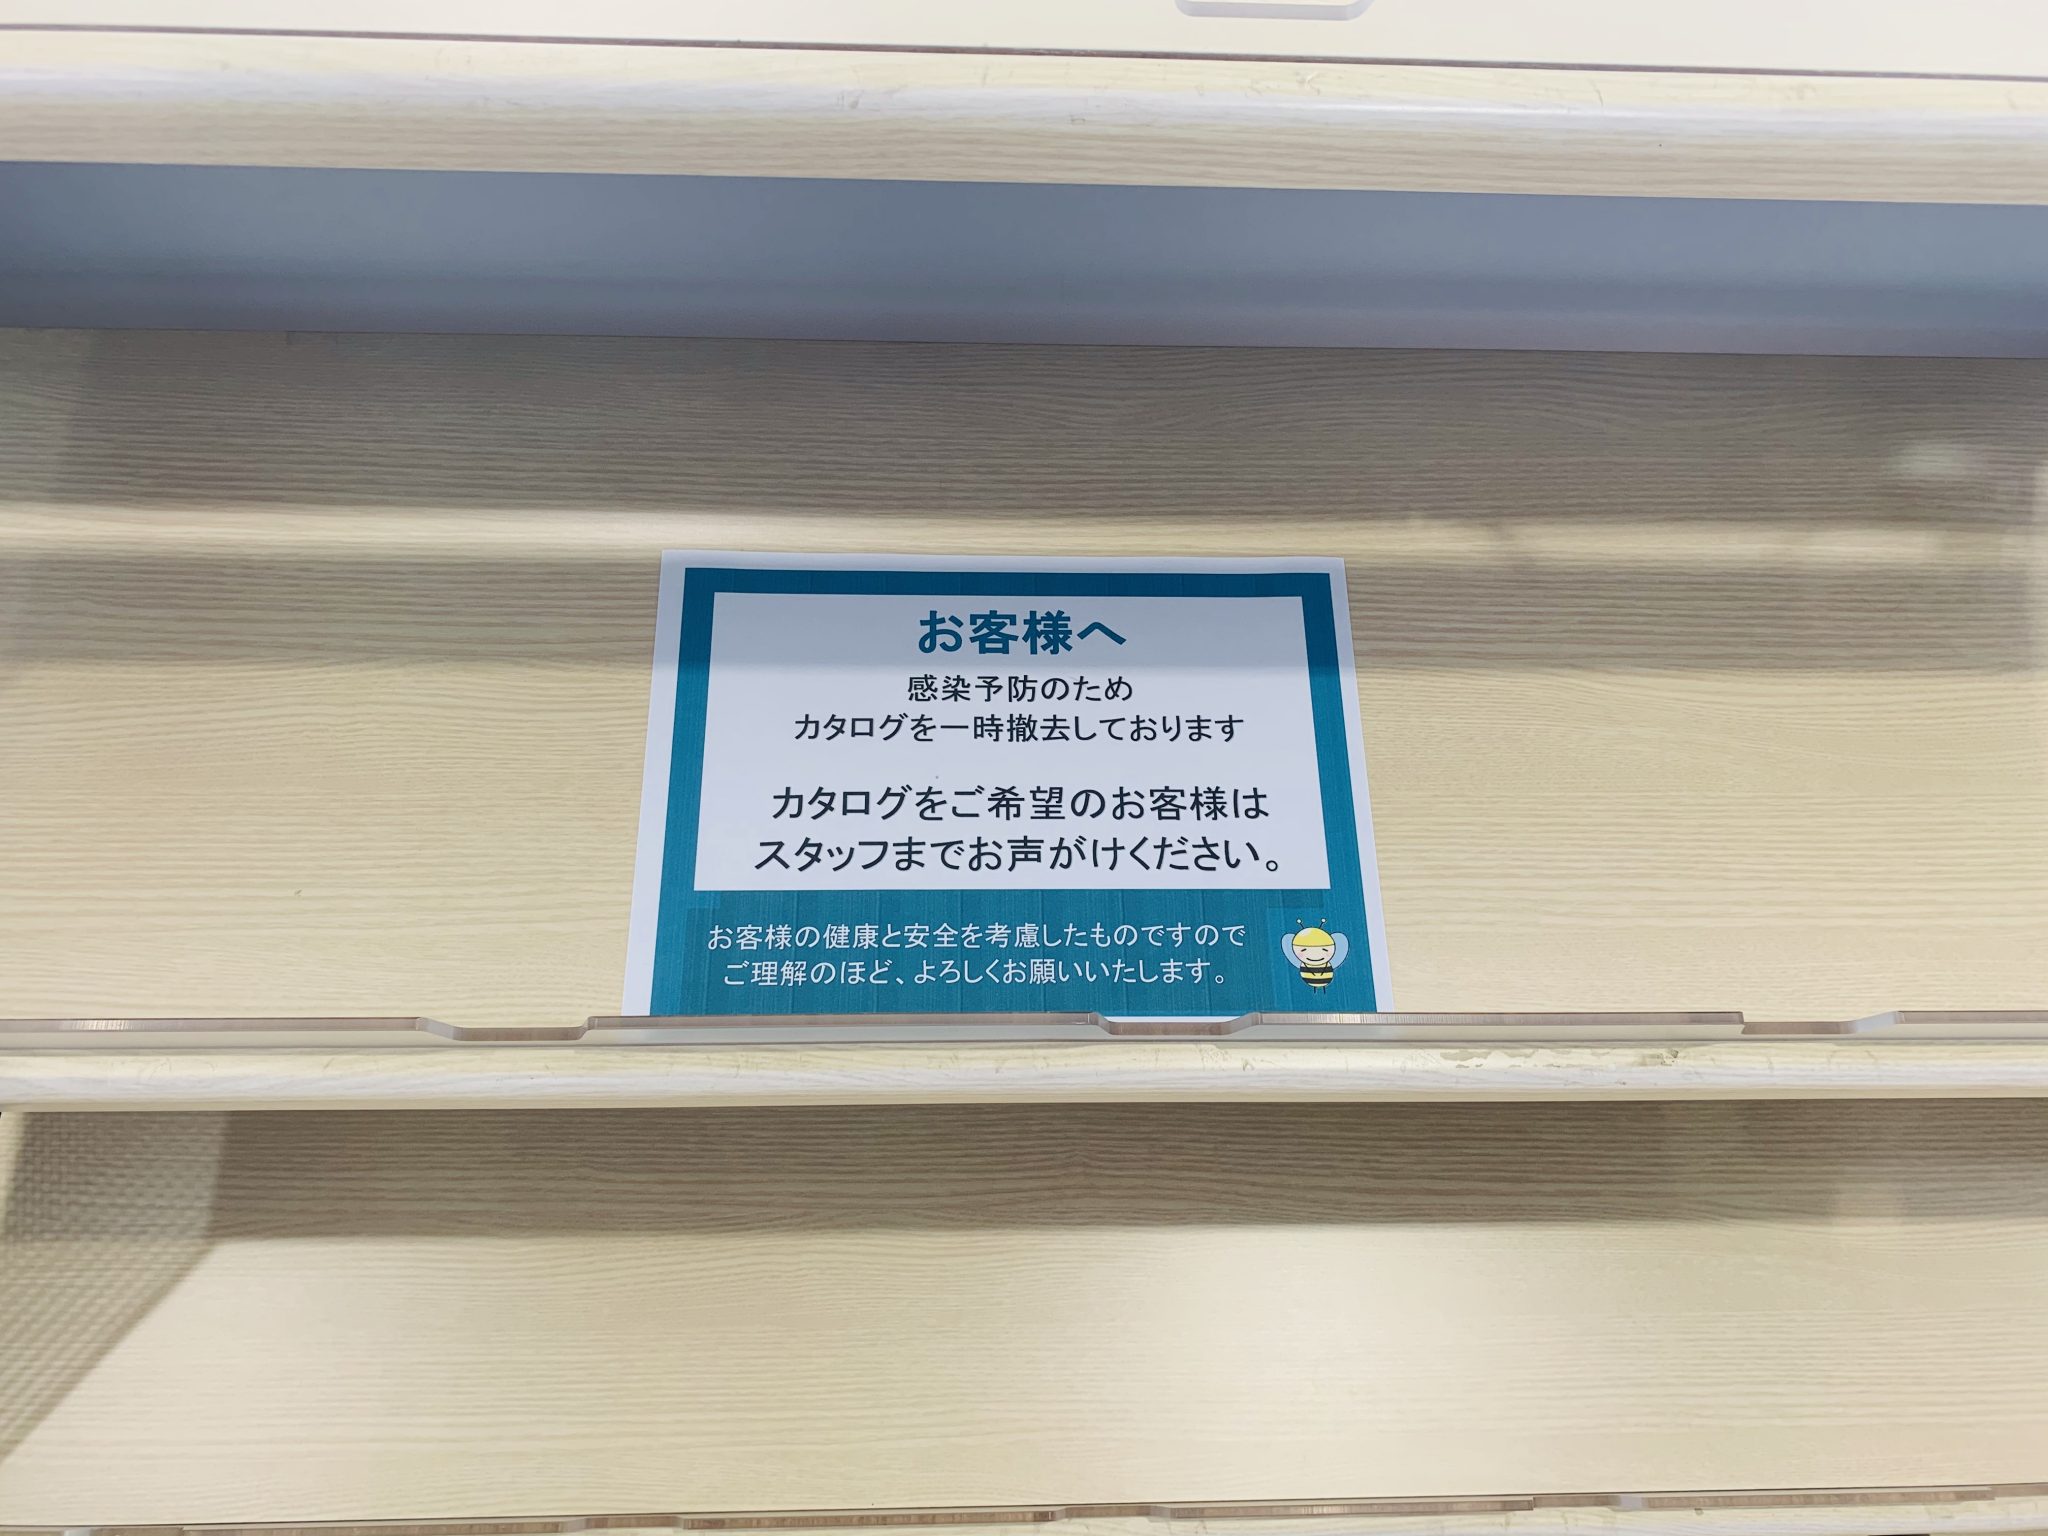 お客様へ
感染予防のため
カタログを一時撤去しております
カタログをご希望のお客様は
スタッフまでお声がけください。
お客様の健康と安全を考慮したものですので
ご理解のほど、よろしくお願いいたします。